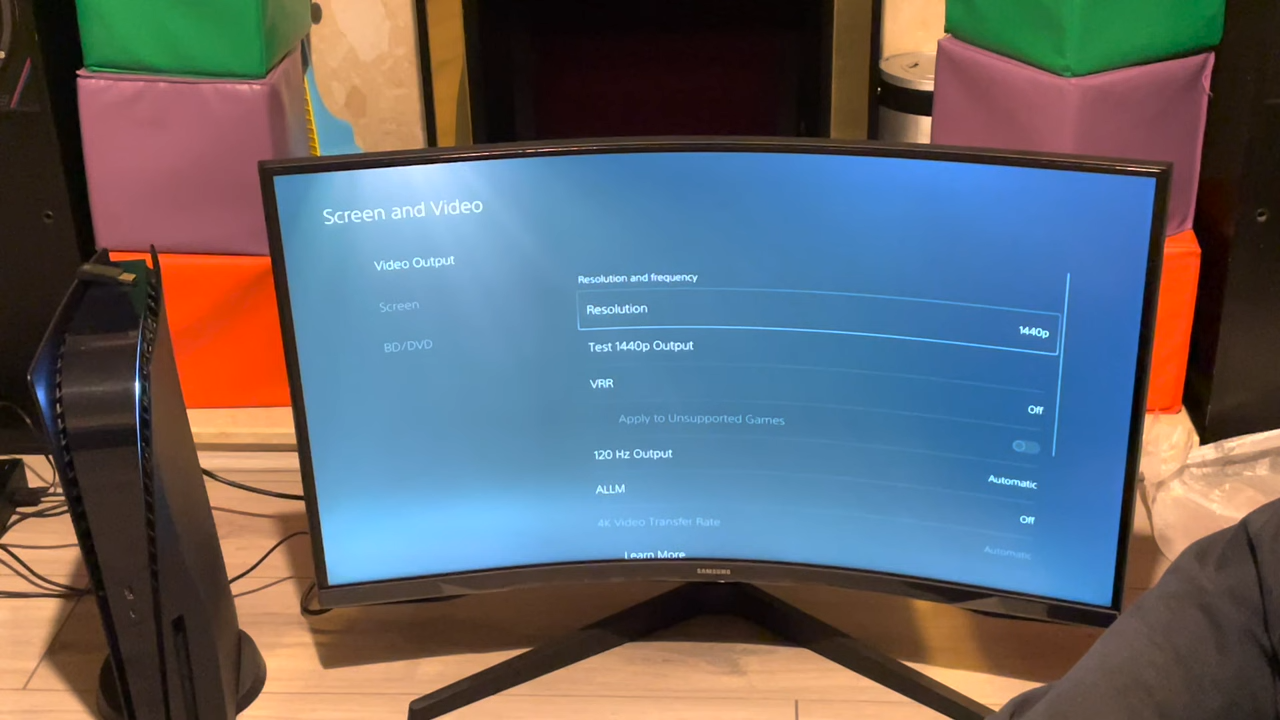 Screen and Video
Video Output
Screen
BD/DVD
Resolution and frequency
Resolution 1440p
Test 1440p Output
VRR Off
Apply to Unsupported Games
120 Hz Output Automatic
ALLM Off
4K Video Transfer Rate Automatic
Learn More
SAMSUNG